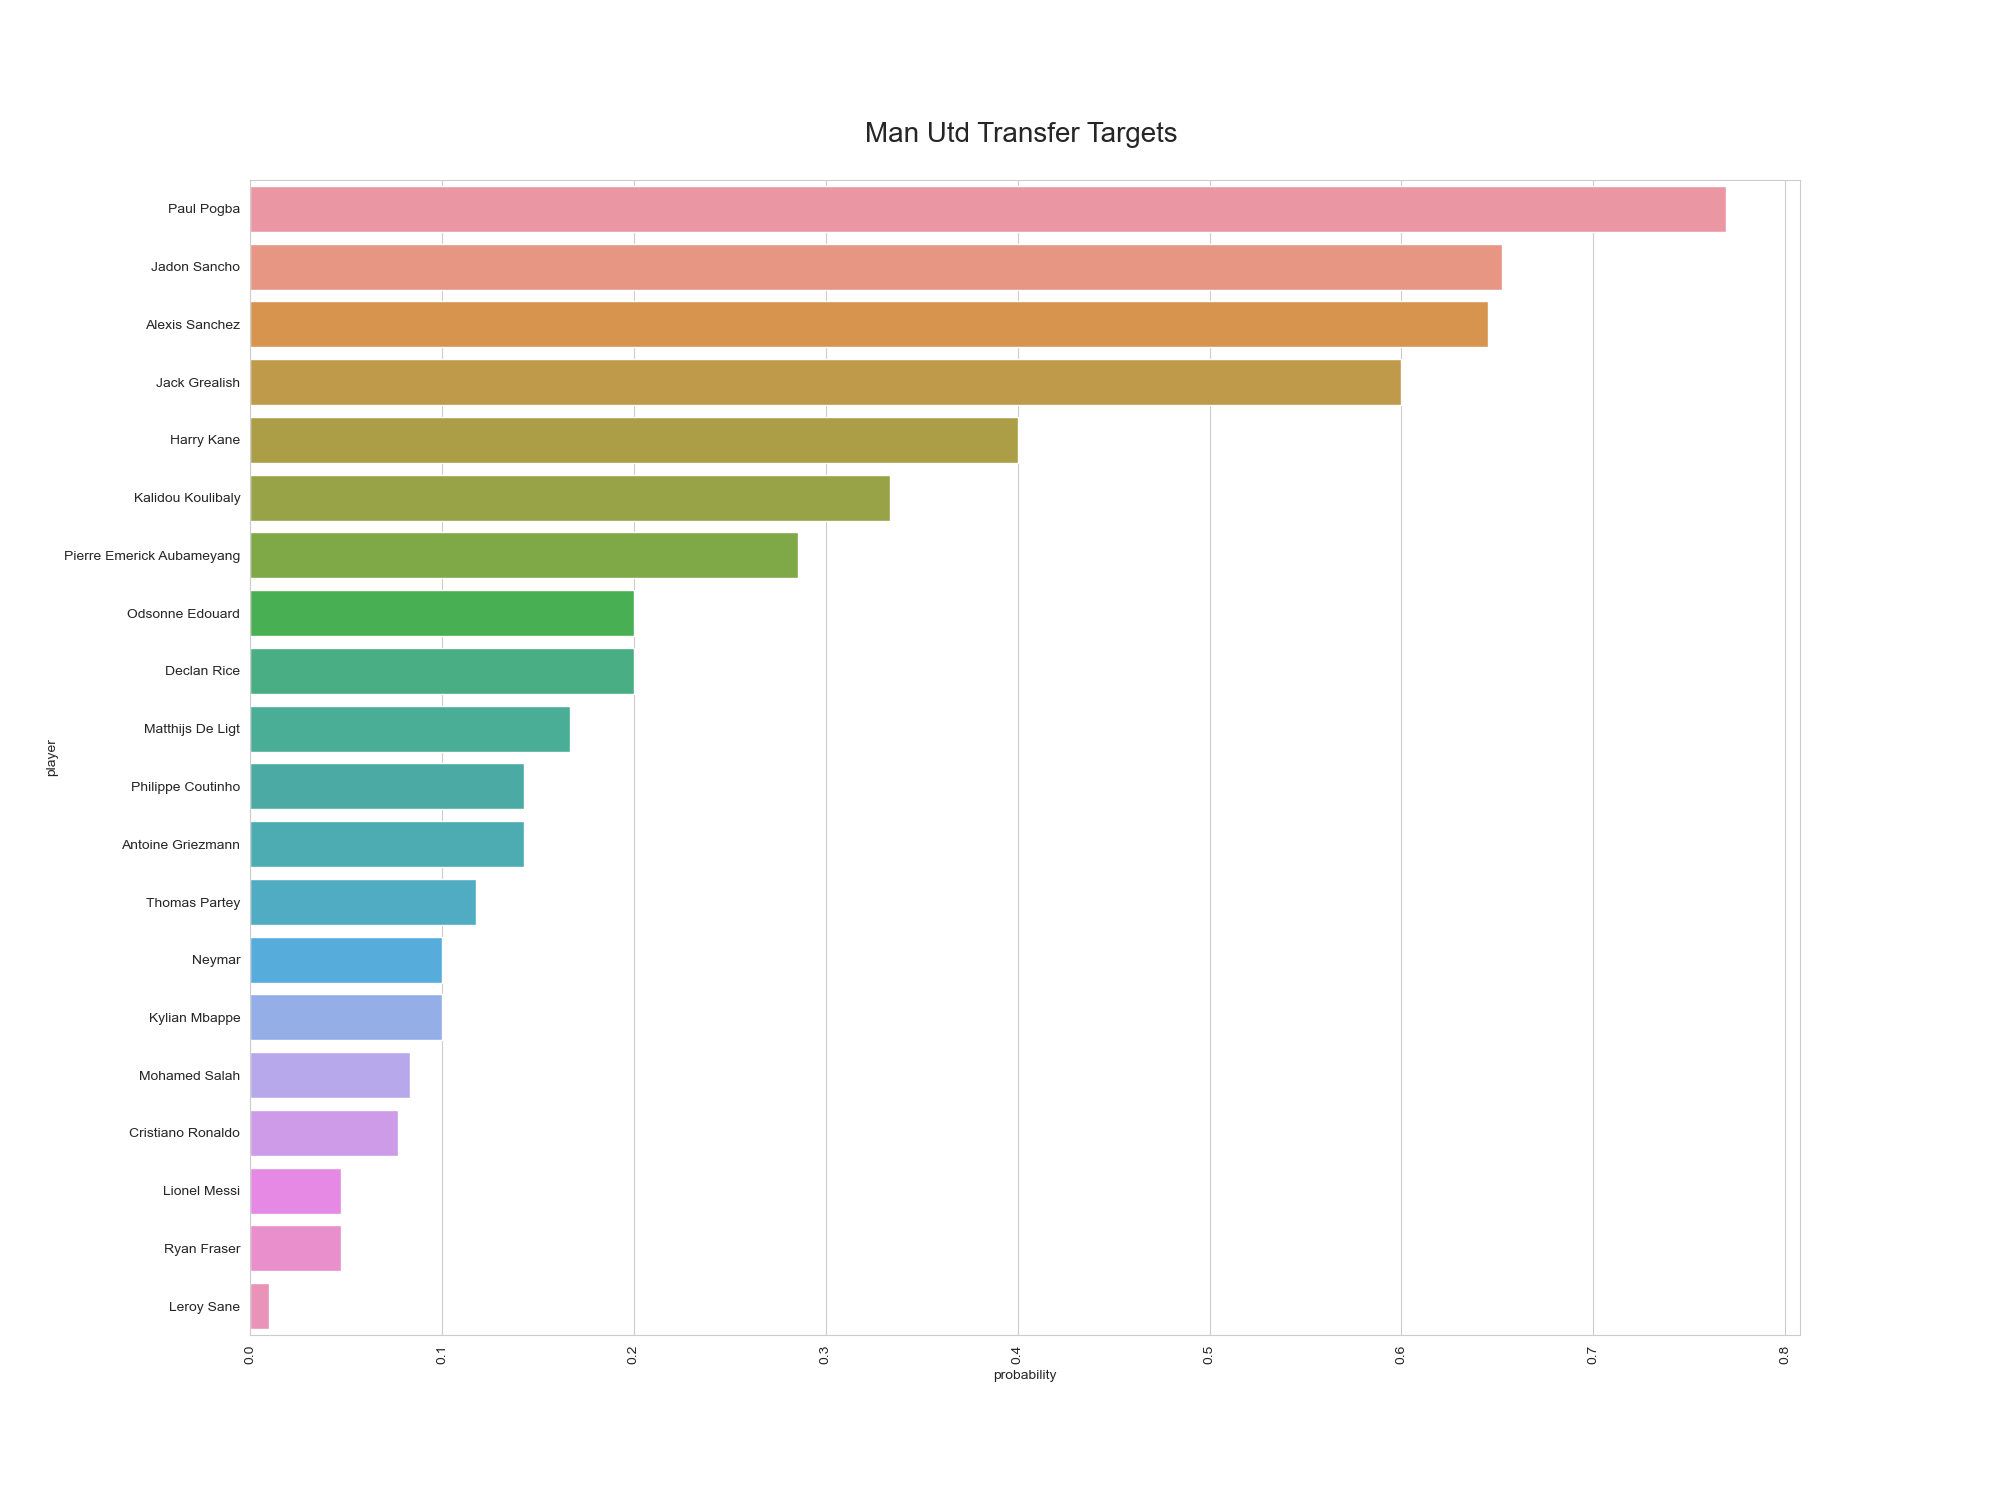 Man Utd Transfer Targets
Paul Pogba
Jadon Sancho
Alexis Sanchez
Jack Grealish
Harry Kane
Kalidou Koulibaly
Pierre Emerick Aubameyang
Odsonne Edouard
Declan Rice
Matthijs De Ligt
Philippe Coutinho
Antoine Griezmann
Thomas Partey
Neymar
Kylian Mbappe
Mohamed Salah
Cristiano Ronaldo
Lionel Messi
Ryan Fraser
Leroy Sane
player
0.0 0.1 0.2 0.3 0.4 0.5 0.6 0.7 0.8
probability